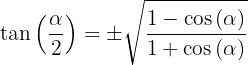 tan(α/2) = ±√((1 − cos(α))/(1 + cos(α)))